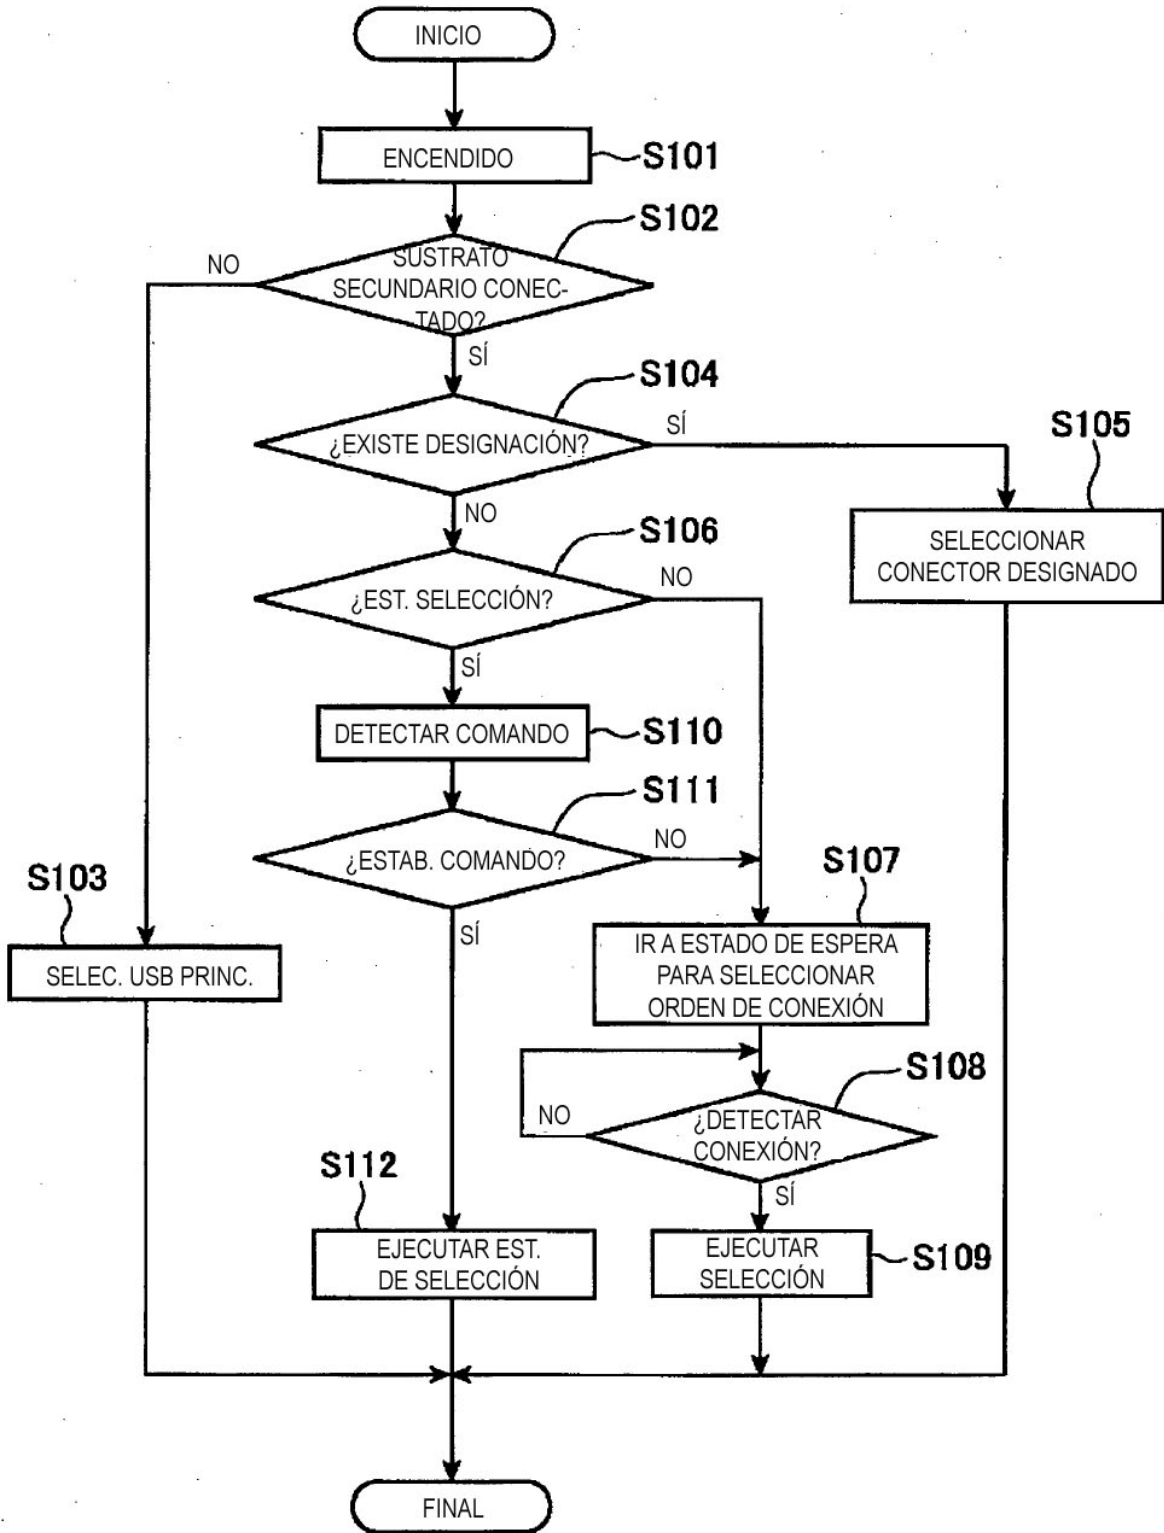 INICIO
ENCENDIDO
S101
S102
NO
SUSTRATO
SECUNDARIO CONEC-
TADO?
SÍ
S104
¿EXISTE DESIGNACIÓN?
SÍ
S105
NO
SELECCIONAR
CONECTOR DESIGNADO
S106
NO
¿EST. SELECCIÓN?
SÍ
DETECTAR COMANDO
S110
S111
NO
¿ESTAB. COMANDO?
S107
S103
SÍ
IR A ESTADO DE ESPERA
PARA SELECCIONAR
ORDEN DE CONEXIÓN
SELEC. USB PRINC.
S108
NO
¿DETECTAR
CONEXIÓN?
S112
SÍ
EJECUTAR EST.
DE SELECCIÓN
EJECUTAR
SELECCIÓN
S109
FINAL